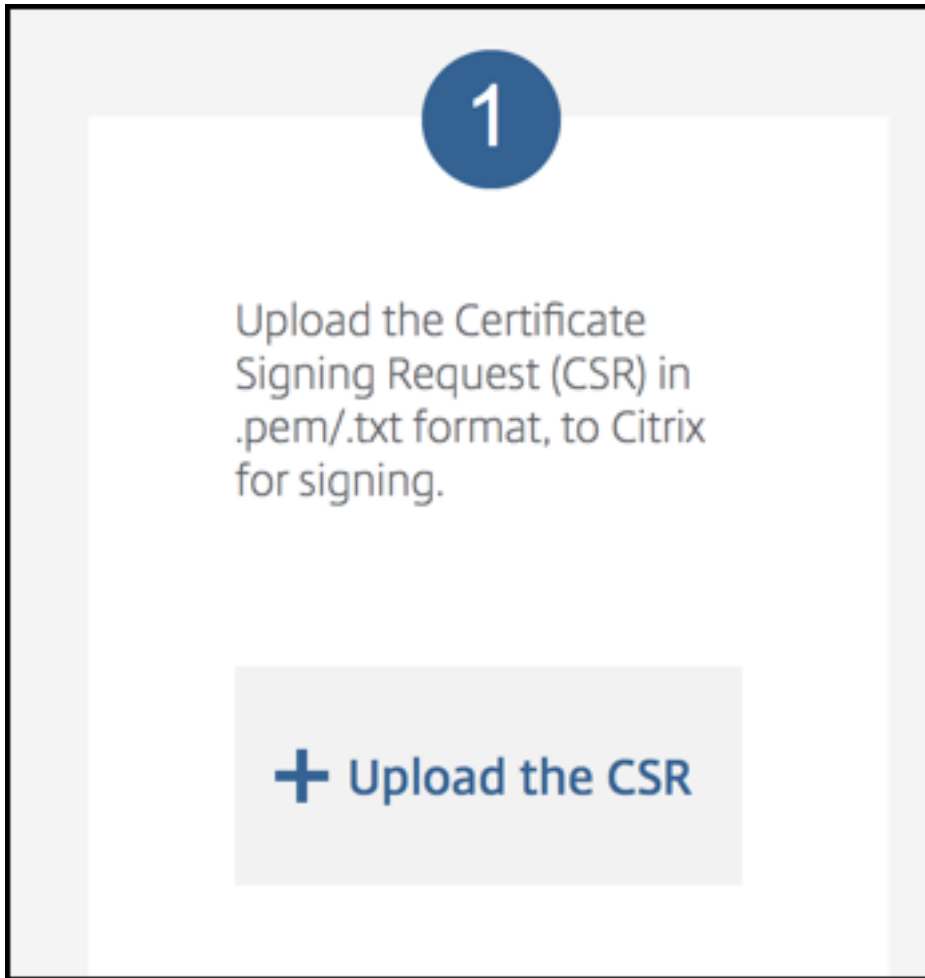 1
Upload the Certificate
Signing Request (CSR) in
.pem/.txt format, to Citrix
for signing.
+ Upload the CSR